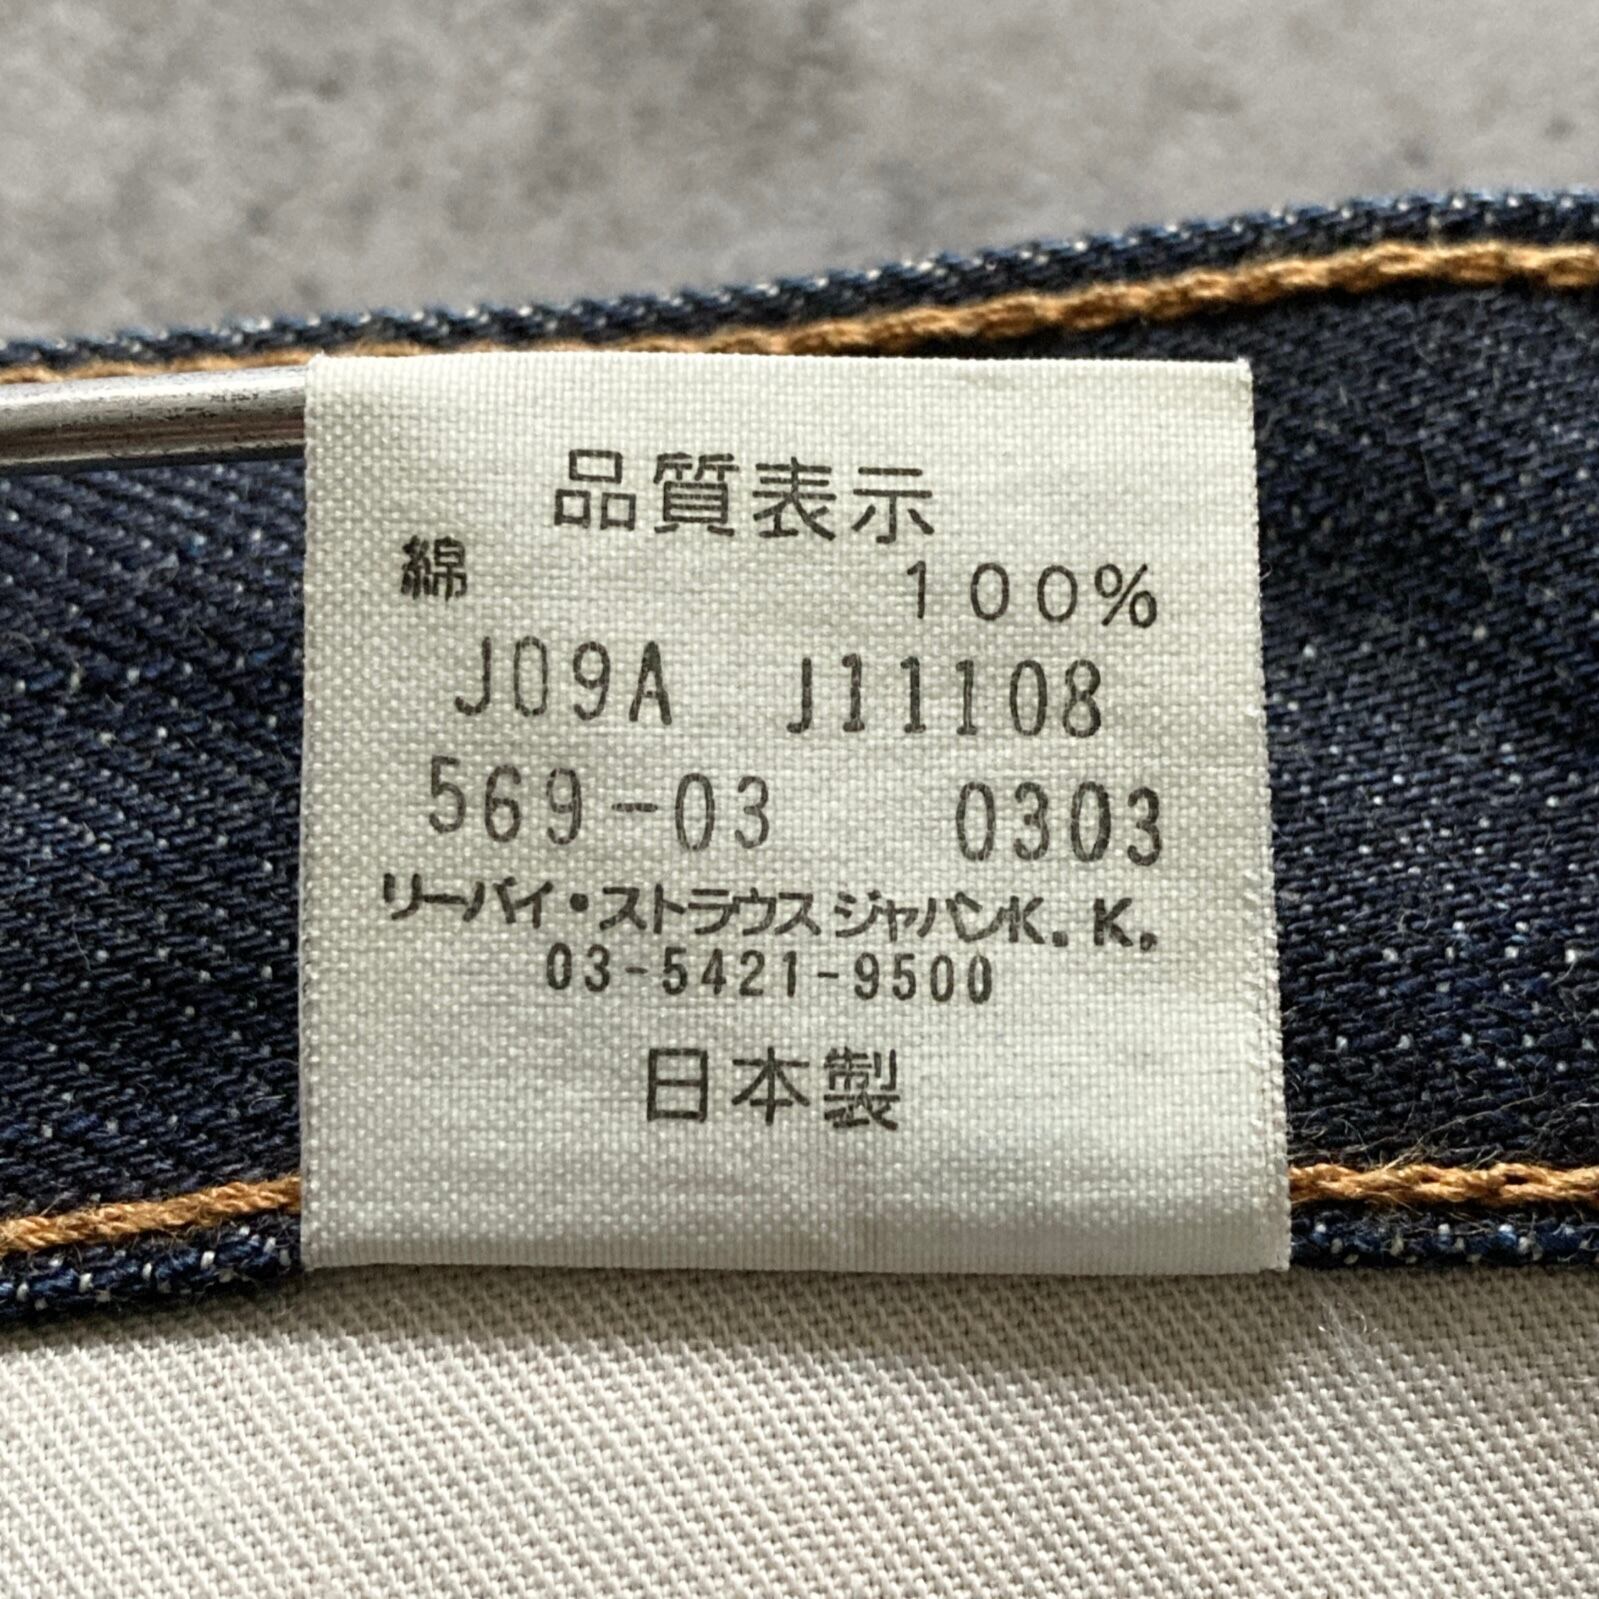 品質表示
綿 100%
J09A J11108
569-03 0303
リーバイ・ストラウス ジャパンK.K.
03-5421-9500
日本製